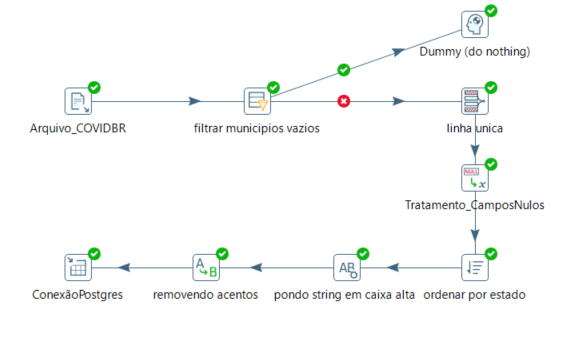 Dummy (do nothing)
Arquivo_COVIDBR
filtrar municipios vazios
linha unica
NULL
x
Tratamento_CamposNulos
A
B
AB
ConexãoPostgres
removendo acentos
pondo string em caixa alta
ordenar por estado